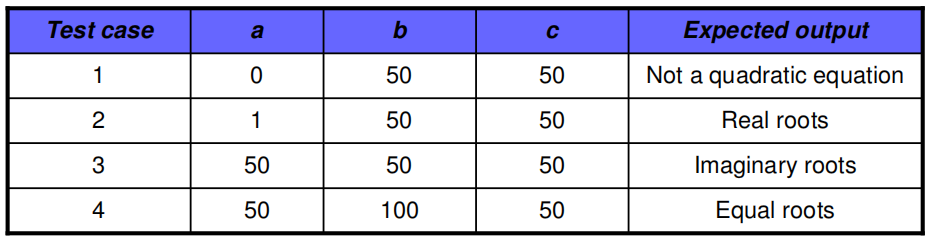 Test case a b c Expected output
1 0 50 50 Not a quadratic equation
2 1 50 50 Real roots
3 50 50 50 Imaginary roots
4 50 100 50 Equal roots